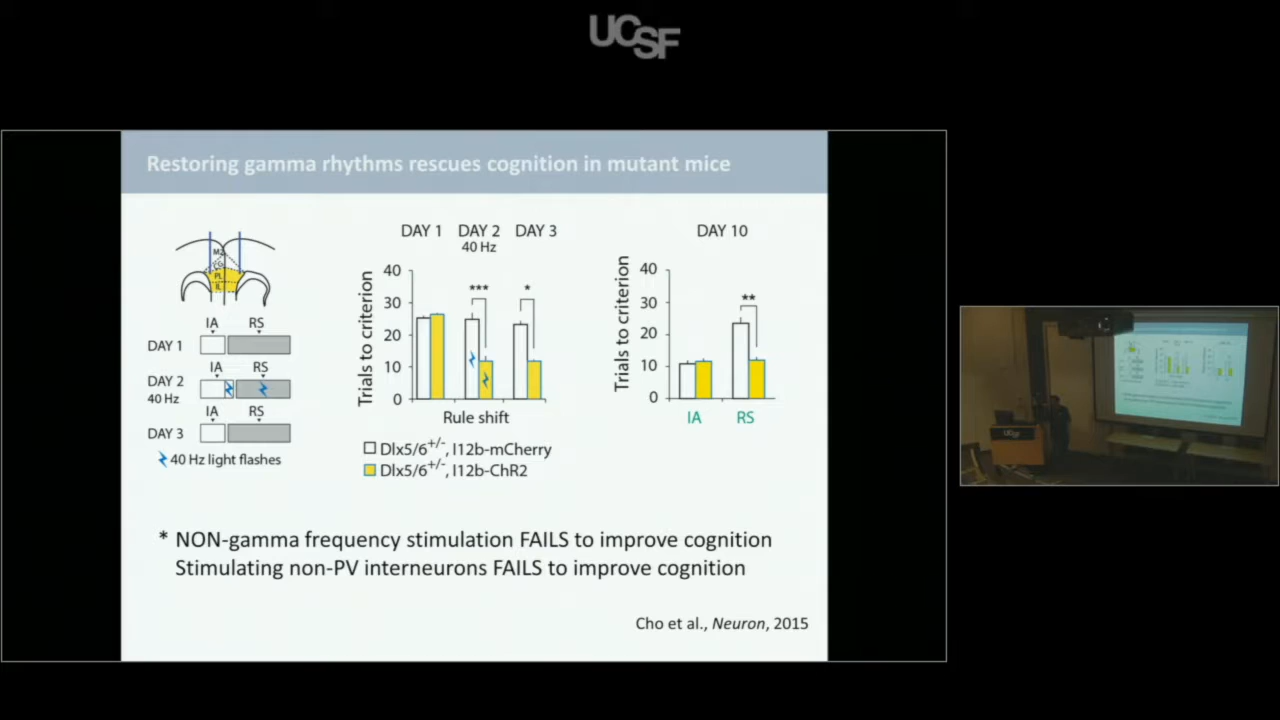 UCSF
Restoring gamma rhythms rescues cognition in mutant mice
M2
PL
IL
IA RS
DAY 1
IA RS
DAY 2
40 Hz
IA RS
DAY 3
40 Hz light flashes
DAY 1 DAY 2 DAY 3
40 Hz
Trials to criterion
40
30
20
10
0
*** *
Rule shift
Dlx5/6+/-, I12b-mCherry
Dlx5/6+/-, I12b-ChR2
DAY 10
Trials to criterion
40
30
20
10
0
**
IA RS
* NON-gamma frequency stimulation FAILS to improve cognition
Stimulating non-PV interneurons FAILS to improve cognition
Cho et al., Neuron, 2015
UCSF